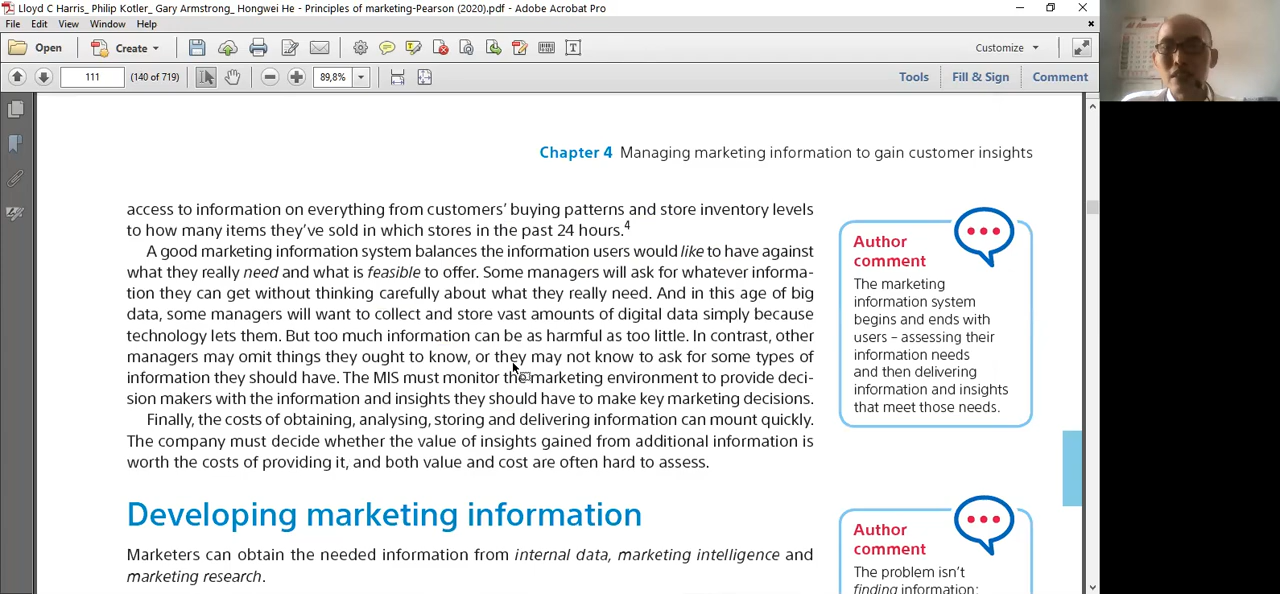 Lloyd C Harris_ Philip Kotler_ Gary Armstrong_ Hongwei He - Principles of marketing-Pearson (2020).pdf - Adobe Acrobat Pro
File Edit View Window Help
Open Create Customize
111 (140 of 719) 89,8% Tools Fill & Sign Comment
Chapter 4 Managing marketing information to gain customer insights
access to information on everything from customers' buying patterns and store inventory levels
to how many items they've sold in which stores in the past 24 hours.4
A good marketing information system balances the information users would like to have against
what they really need and what is feasible to offer. Some managers will ask for whatever informa-
tion they can get without thinking carefully about what they really need. And in this age of big
data, some managers will want to collect and store vast amounts of digital data simply because
technology lets them. But too much information can be as harmful as too little. In contrast, other
managers may omit things they ought to know, or they may not know to ask for some types of
information they should have. The MIS must monitor the marketing environment to provide deci-
sion makers with the information and insights they should have to make key marketing decisions.
Finally, the costs of obtaining, analysing, storing and delivering information can mount quickly.
The company must decide whether the value of insights gained from additional information is
worth the costs of providing it, and both value and cost are often hard to assess.
Developing marketing information
Marketers can obtain the needed information from internal data, marketing intelligence and
marketing research.
Author
comment
The marketing
information system
begins and ends with
users – assessing their
information needs
and then delivering
information and insights
that meet those needs.
Author
comment
The problem isn't
finding information;